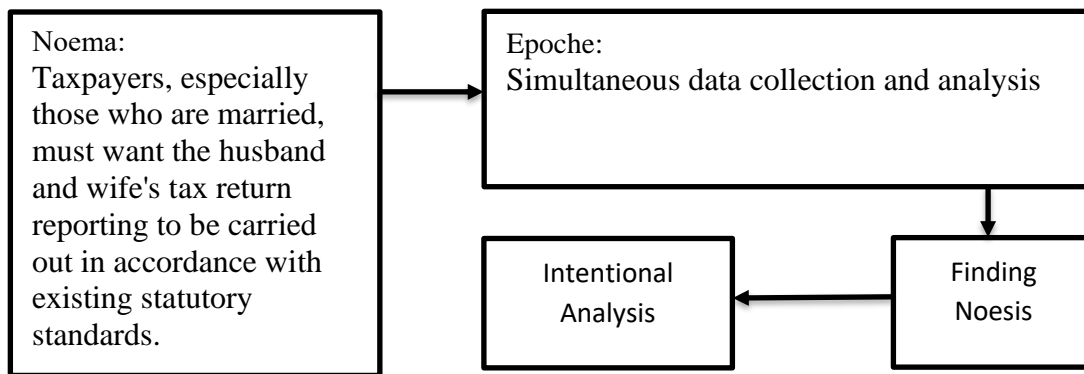 Noema:
Taxpayers, especially
those who are married,
must want the husband
and wife's tax return
reporting to be carried
out in accordance with
existing statutory
standards.
Epoche:
Simultaneous data collection and analysis
Finding
Noesis
Intentional
Analysis